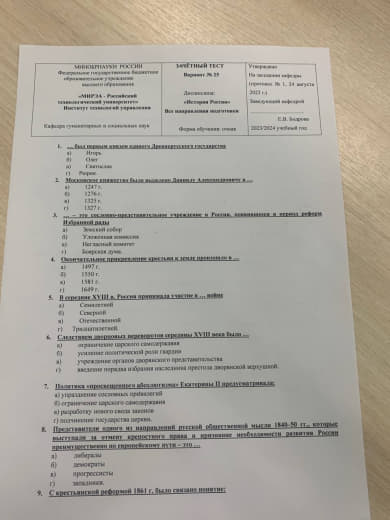 МИНОБРНАУКИ РОССИИ
Федеральное государственное бюджетное
образовательное учреждение
высшего образования
«МИРЭА - Российский
технологический университет»
Институт технологий управления
Кафедра гуманитарных и социальных наук
ЗАЧЁТНЫЙ ТЕСТ
Вариант № 25
Дисциплина:
«История России»
Все направления подготовки
Форма обучения: очная
Утверждено
На заседании кафедры
(протокол № 1, 24 августа
2023 г.)
Заведующий кафедрой
Е.В. Бодрова
2023/2024 учебный год
1. … был первым князем единого Древнерусского государства
а) Игорь
б) Олег
в) Святослав
г) Рюрик.
2. Московское княжество было выделено Даниилу Александровичу в …
а) 1247 г.
б) 1276 г.
в) 1325 г.
г) 1327 г.
3. … – это сословно-представительное учреждение в России, появившееся в период реформ
Избранной рады
а) Земский собор
б) Уложенная комиссия
в) Негласный комитет
г) Боярская дума.
4. Окончательное прикрепление крестьян к земле произошло в …
а) 1497 г.
б) 1550 г.
в) 1581 г.
г) 1649 г.
5. В середине XVIII в. Россия принимала участие в … войне
а) Семилетней
б) Северной
в) Отечественной
г) Тридцатилетней.
6. Следствием дворцовых переворотов середины XVIII века было …
а) ограничение царского самодержавия
б) усиление политической роли гвардии
в) учреждение органов дворянского представительства
г) введение порядка избрания наследника престола дворянской верхушкой.
7. Политика «просвещенного абсолютизма» Екатерины II предусматривала:
а) упразднение сословных привилегий
б) ограничение царского самодержавия
в) разработку нового свода законов
г) подчинение государства церкви.
8. Представители одного из направлений русской общественной мысли 1840–50 гг., которые
выступали за отмену крепостного права и признание необходимости развития России
преимущественно по европейскому пути – это …
а) либералы
б) демократы
в) прогрессисты
г) западники.
9. С крестьянской реформой 1861 г. было связано понятие: